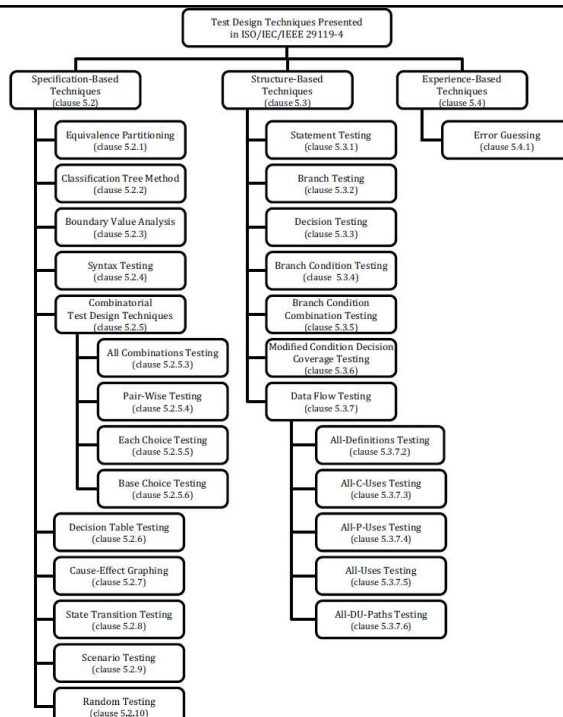 Test Design Techniques Presented
in ISO/IEC/IEEE 29119-4
Specification-Based
Techniques
(clause 5.2)
Equivalence Partitioning
(clause 5.2.1)
Classification Tree Method
(clause 5.2.2)
Boundary Value Analysis
(clause 5.2.3)
Syntax Testing
(clause 5.2.4)
Combinatorial
Test Design Techniques
(clause 5.2.5)
All Combinations Testing
(clause 5.2.5.3)
Pair-Wise Testing
(clause 5.2.5.4)
Each Choice Testing
(clause 5.2.5.5)
Base Choice Testing
(clause 5.2.5.6)
Decision Table Testing
(clause 5.2.6)
Cause-Effect Graphing
(clause 5.2.7)
State Transition Testing
(clause 5.2.8)
Scenario Testing
(clause 5.2.9)
Random Testing
(clause 5.2.10)
Structure-Based
Techniques
(clause 5.3)
Statement Testing
(clause 5.3.1)
Branch Testing
(clause 5.3.2)
Decision Testing
(clause 5.3.3)
Branch Condition Testing
(clause 5.3.4)
Branch Condition
Combination Testing
(clause 5.3.5)
Modified Condition Decision
Coverage Testing
(clause 5.3.6)
Data Flow Testing
(clause 5.3.7)
All-Definitions Testing
(clause 5.3.7.2)
All-C-Uses Testing
(clause 5.3.7.3)
All-P-Uses Testing
(clause 5.3.7.4)
All-Uses Testing
(clause 5.3.7.5)
All-DU-Paths Testing
(clause 5.3.7.6)
Experience-Based
Techniques
(clause 5.4)
Error Guessing
(clause 5.4.1)